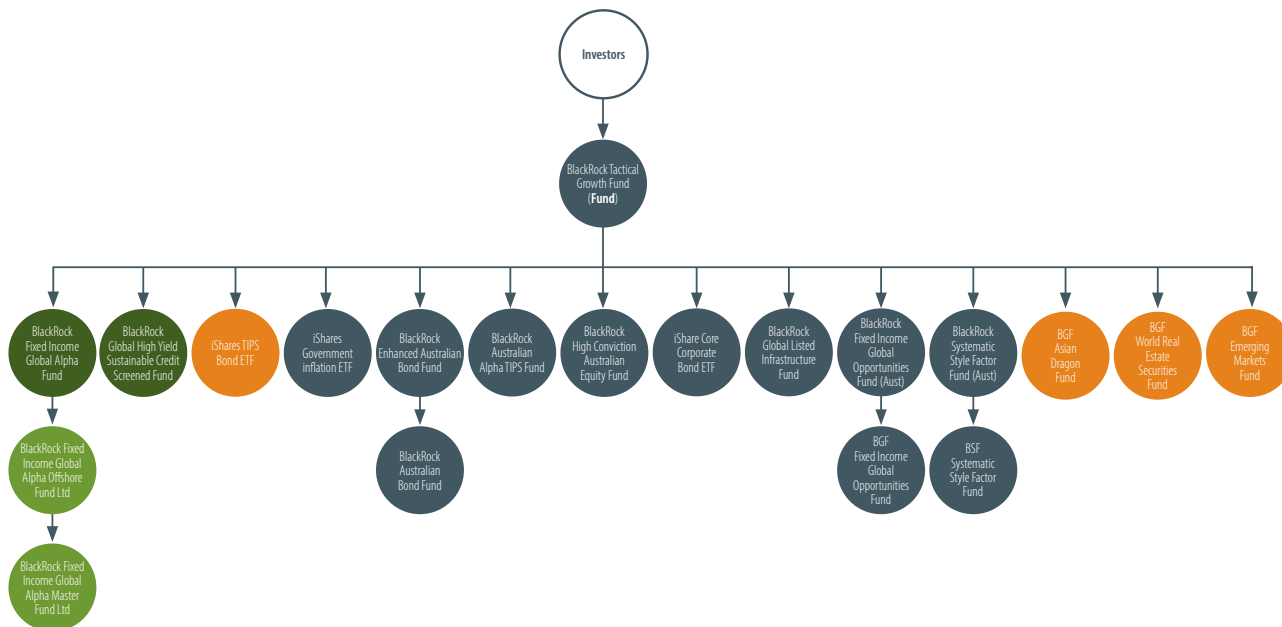 Investors
BlackRock Tactical
Growth Fund
(Fund)
BlackRock
Fixed Income
Global Alpha
Fund
BlackRock
Global High Yield
Sustainable Credit
Screened Fund
iShares TIPS
Bond ETF
iShares
Government
inflation ETF
BlackRock
Enhanced Australian
Bond Fund
BlackRock
Australian
Alpha TIPS Fund
BlackRock
High Conviction
Australian
Equity Fund
iShare Core
Corporate
Bond ETF
BlackRock
Global Listed
Infrastructure
Fund
BlackRock
Fixed Income
Global
Opportunities
Fund (Aust)
BlackRock
Systematic
Style Factor
Fund (Aust)
BGF
Asian
Dragon
Fund
BGF
World Real
Estate
Securities
Fund
BGF
Emerging
Markets
Fund
BlackRock Fixed
Income Global
Alpha Offshore
Fund Ltd
BlackRock
Australian
Bond Fund
BGF
Fixed Income
Global
Opportunities
Fund
BSF
Systematic
Style Factor
Fund
BlackRock Fixed
Income Global
Alpha Master
Fund Ltd